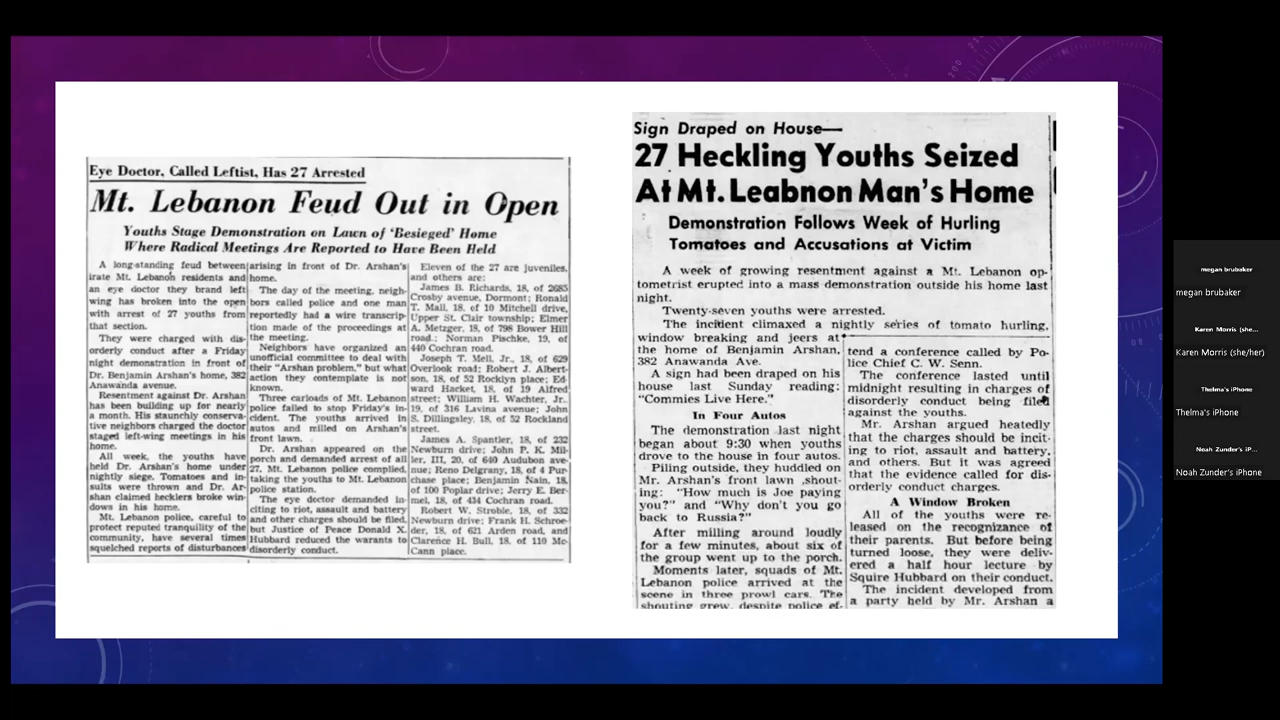 Eye Doctor, Called Leftist, Has 27 Arrested
Mt. Lebanon Feud Out in Open
Youths Stage Demonstration on Lawn of 'Besieged' Home
Where Radical Meetings Are Reported to Have Been Held
A long-standing feud between
irate Mt. Lebanon residents and
an eye doctor they brand left
wing has broken into the open
with arrest of 27 youths from
that section.
They were charged with dis-
orderly conduct after a Friday
night demonstration in front of
Dr. Benjamin Arshan's home, 382
Anawanda avenue.
Resentment against Dr. Arshan
has been building up for nearly
a month. His staunchly conserva-
tive neighbors charged the doctor
staged left-wing meetings in his
home.
All week, the youths have
held Dr. Arshan's home under
nightly siege. Tomatoes and in-
sults were thrown and Dr. Ar-
shan claimed hecklers broke win-
dows in his home.
Mt. Lebanon police, careful to
protect reputed tranquility of the
community, have several times
squelched reports of disturbances
arising in front of Dr. Arshan's
home.
The day of the meeting, neigh-
bors called police and one man
reportedly had a wire transcrip-
tion made of the proceedings at
the meeting.
Neighbors have organized an
unofficial committee to deal with
their "Arshan problem," but what
action they contemplate is not
known.
Three carloads of Mt. Lebanon
police failed to stop Friday's in-
cident. The youths arrived in
autos and milled on Arshan's
front lawn.
Dr. Arshan appeared on the
porch and demanded arrest of all
27. Mt. Lebanon police complied,
taking the youths to Mt. Lebanon
police station.
The eye doctor demanded in-
citing to riot, assault and battery
and other charges should be filed,
but Justice of Peace Donald X.
Hubbard reduced the warants to
disorderly conduct.
Eleven of the 27 are juveniles,
and others are:
James B. Richards, 18, of 2685
Crosby avenue, Dormont; Ronald
T. Mall, 18, of 10 Mitchell drive,
Upper St. Clair township; Elmer
A. Metzger, 18, of 798 Bower Hill
road.; Norman Pischke, 19, of
440 Cochran road.
Joseph T. Mell, Jr., 18, of 629
Overlook road; Robert J. Albert-
son, 18, of 52 Rocklyn place; Ed-
ward Hacket, 18, of 19 Alfred
street; William H. Wachter, Jr.,
19, of 316 Lavina avenue; John
S. Dillingsley, 18, of 52 Rockland
street.
James A. Spantler, 18, of 232
Newburn drive; John P. K. Mil-
ler, III, 20, of 640 Audubon ave-
nue; Reno Delgrany, 18, of 4 Pur-
chase place; Benjamin Nain, 18,
of 100 Poplar drive; Jerry E. Ber-
mel, 18, of 434 Cochran road.
Robert W. Stroble, 18, of 332
Newburn drive; Frank H. Schroe-
der, 18, of 621 Arden road, and
Clarence H. Bull, 18, of 110 Mc-
Cann place.
Sign Draped on House—
27 Heckling Youths Seized
At Mt. Leabnon Man's Home
Demonstration Follows Week of Hurling
Tomatoes and Accusations at Victim
A week of growing resentment against a Mt. Lebanon op-
tometrist erupted into a mass demonstration outside his home last
night.
Twenty-seven youths were arrested.
The incident climaxed a nightly series of tomato hurling,
window breaking and jeers at
the home of Benjamin Arshan,
382 Anawanda Ave.
A sign had been draped on his
house last Sunday reading:
"Commies Live Here."
In Four Autos
The demonstration last night
began about 9:30 when youths
drove to the house in four autos.
Piling outside, they huddled on
Mr. Arshan's front lawn ,shout-
ing: "How much is Joe paying
you?" and "Why don't you go
back to Russia?"
After milling around loudly
for a few minutes, about six of
the group went up to the porch.
Moments later, squads of Mt.
Lebanon police arrived at the
scene in three prowl cars. The
shouting grew, despite police ef-
tend a conference called by Po-
lice Chief C. W. Senn.
The conference lasted until
midnight resulting in charges of
disorderly conduct being filed
against the youths.
Mr. Arshan argued heatedly
that the charges should be incit-
ing to riot, assault and battery,
and others. But it was agreed
that the evidence called for dis-
orderly conduct charges.
A Window Broken
All of the youths were re-
leased on the recognizance of
their parents. But before being
turned loose, they were deliv-
ered a half hour lecture by
Squire Hubbard on their conduct.
The incident developed from
a party held by Mr. Arshan a
megan brubaker
megan brubaker
Karen Morris (she...
Karen Morris (she/her)
Thelma's iPhone
Thelma's iPhone
Noah Zunder's iP...
Noah Zunder's iPhone
200